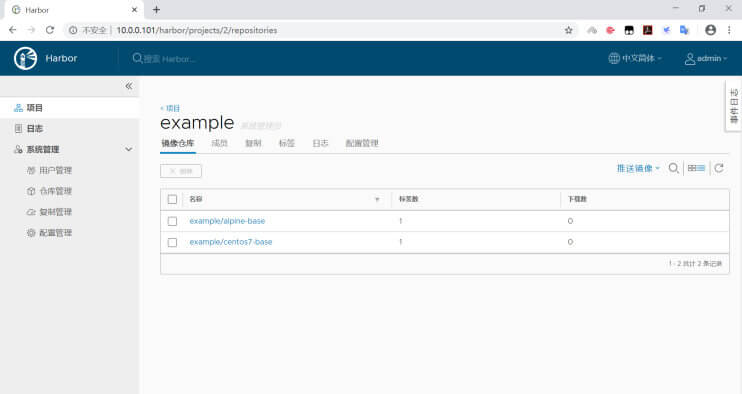 Harbor
不安全 | 10.0.0.101/harbor/projects/2/repositories
Harbor
搜索 Harbor...
中文简体
admin
事件日志
项目
日志
系统管理
用户管理
仓库管理
复制管理
配置管理
< 项目
example 系统管理员
镜像仓库 成员 复制 标签 日志 配置管理
× 删除
推送镜像
名称 标签数 下载数
example/alpine-base 1 0
example/centos7-base 1 0
1 - 2 共计 2 条记录